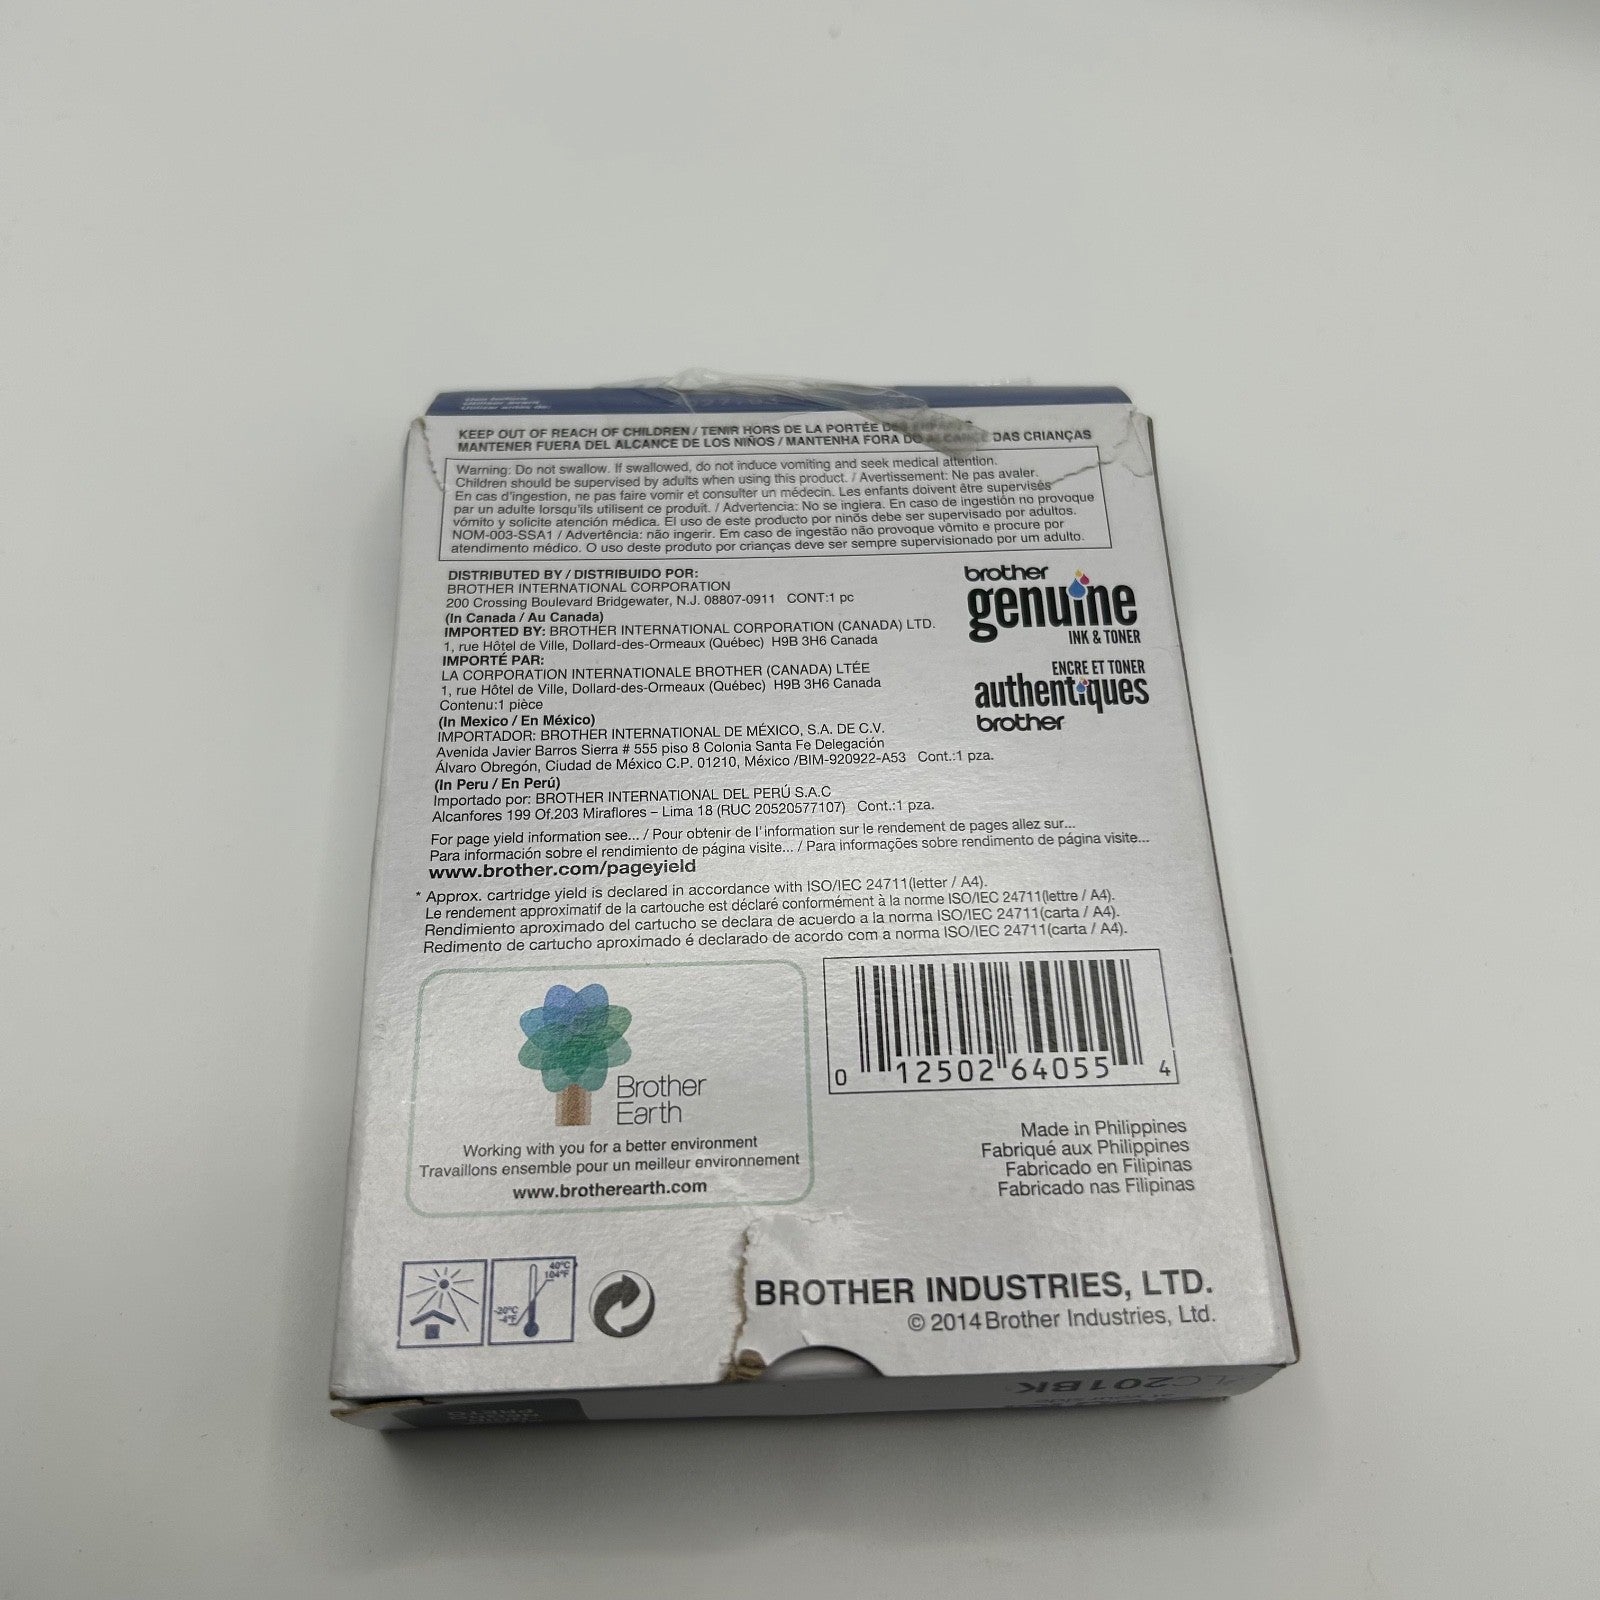 Utilizar antes de:
KEEP OUT OF REACH OF CHILDREN / TENIR HORS DE LA PORTÉE DES ENFANTS
MANTENER FUERA DEL ALCANCE DE LOS NIÑOS / MANTENHA FORA DO ALCANCE DAS CRIANÇAS
Warning: Do not swallow. If swallowed, do not induce vomiting and seek medical attention.
Children should be supervised by adults when using this product. / Avertissement: Ne pas avaler.
En cas d'ingestion, ne pas faire vomir et consulter un médecin. Les enfants doivent être supervisés
par un adulte lorsqu'ils utilisent ce produit. / Advertencia: No se ingiera. En caso de ingestión no provoque
vómito y solicite atención médica. El uso de este producto por niños debe ser supervisado por adultos.
NOM-003-SSA1 / Advertência: não ingerir. Em caso de ingestão não provoque vômito e procure por
atendimento médico. O uso deste produto por crianças deve ser sempre supervisionado por um adulto.
DISTRIBUTED BY / DISTRIBUIDO POR:
BROTHER INTERNATIONAL CORPORATION
200 Crossing Boulevard Bridgewater, N.J. 08807-0911 CONT:1 pc
(In Canada / Au Canada)
IMPORTED BY: BROTHER INTERNATIONAL CORPORATION (CANADA) LTD.
1, rue Hôtel de Ville, Dollard-des-Ormeaux (Québec) H9B 3H6 Canada
IMPORTÉ PAR:
LA CORPORATION INTERNATIONALE BROTHER (CANADA) LTÉE
1, rue Hôtel de Ville, Dollard-des-Ormeaux (Québec) H9B 3H6 Canada
Contenu:1 pièce
(In Mexico / En México)
IMPORTADOR: BROTHER INTERNATIONAL DE MÉXICO, S.A. DE C.V.
Avenida Javier Barros Sierra # 555 piso 8 Colonia Santa Fe Delegación
Álvaro Obregón, Ciudad de México C.P. 01210, México /BIM-920922-A53 Cont.:1 pza.
(In Peru / En Perú)
Importado por: BROTHER INTERNATIONAL DEL PERÚ S.A.C
Alcanfores 199 Of.203 Miraflores – Lima 18 (RUC 20520577107) Cont.:1 pza.
brother
genuine
INK & TONER
ENCRE ET TONER
authentiques
brother
For page yield information see... / Pour obtenir de l'information sur le rendement de pages allez sur...
Para información sobre el rendimiento de página visite... / Para informações sobre rendimento de página visite...
www.brother.com/pageyield
* Approx. cartridge yield is declared in accordance with ISO/IEC 24711(letter / A4).
Le rendement approximatif de la cartouche est déclaré conformément à la norme ISO/IEC 24711(lettre / A4).
Rendimiento aproximado del cartucho se declara de acuerdo a la norma ISO/IEC 24711(carta / A4).
Redimento de cartucho aproximado é declarado de acordo com a norma ISO/IEC 24711(carta / A4).
Brother
Earth
Working with you for a better environment
Travaillons ensemble pour un meilleur environnement
www.brotherearth.com
0 12502 64055 4
Made in Philippines
Fabriqué aux Philippines
Fabricado en Filipinas
Fabricado nas Filipinas
40°C
104°F
-20°C
-4°F
BROTHER INDUSTRIES, LTD.
© 2014 Brother Industries, Ltd.
LC201BK